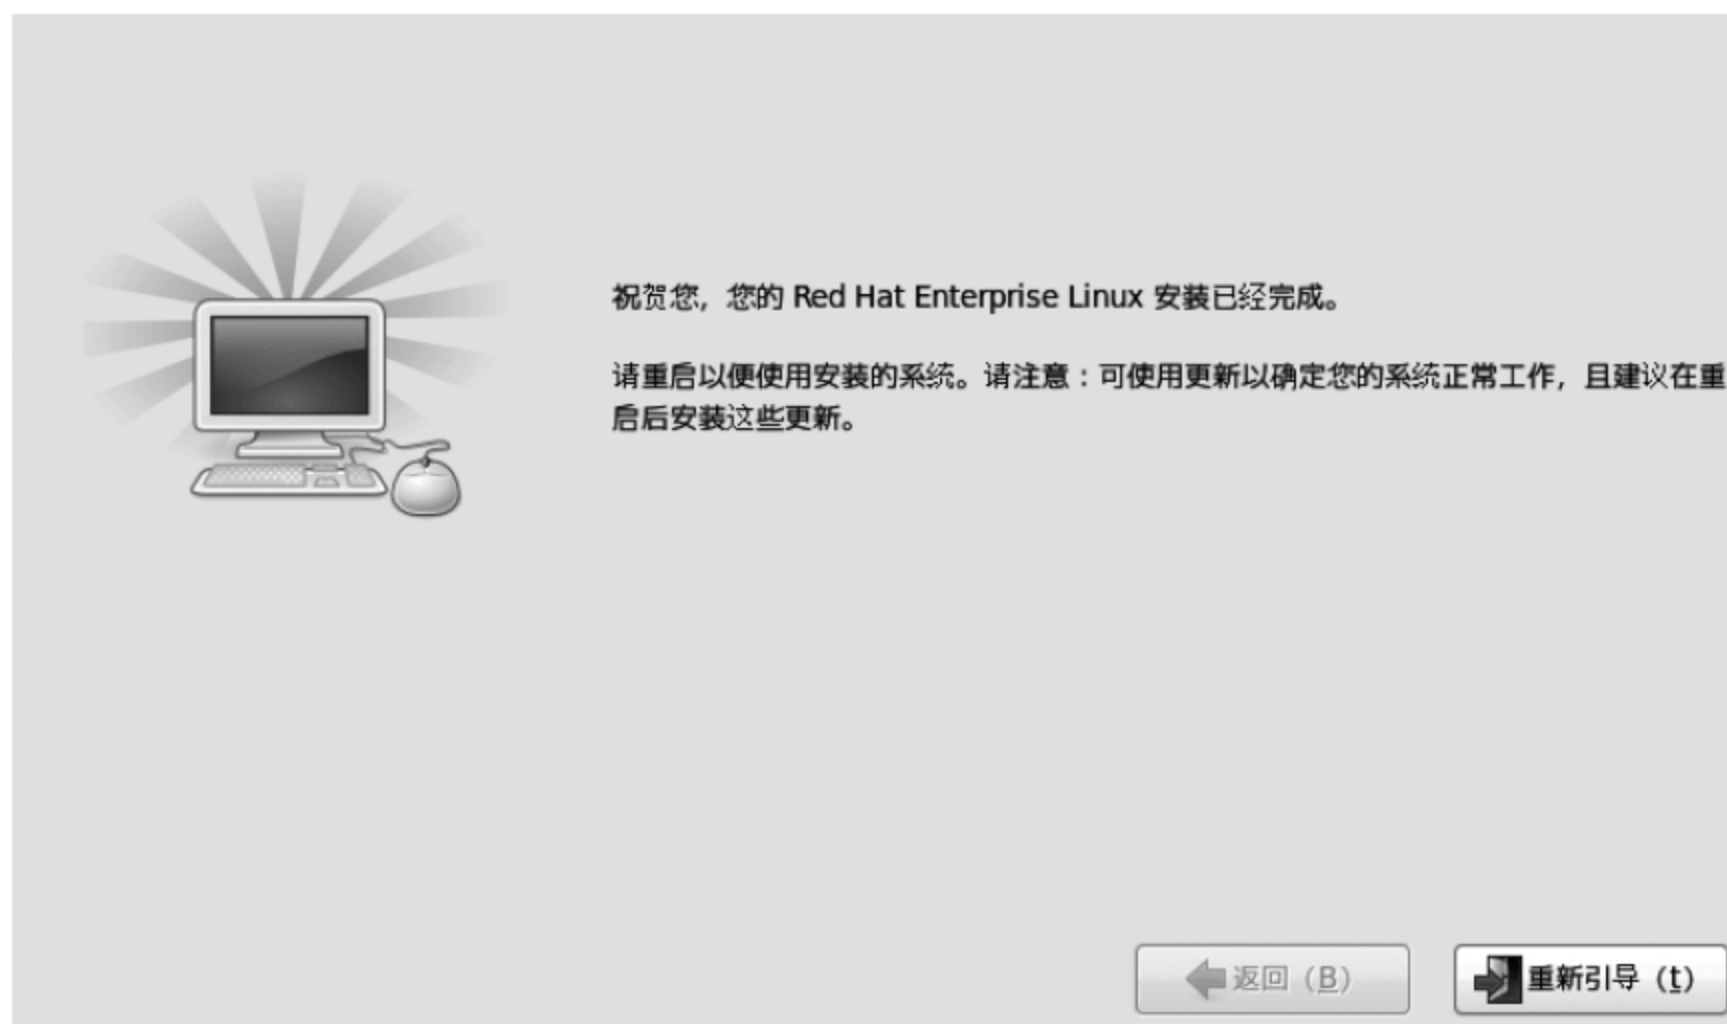 祝贺您，您的 Red Hat Enterprise Linux 安装已经完成。
请重启以便使用安装的系统。请注意：可使用更新以确定您的系统正常工作，且建议在重
启后安装这些更新。
返回（B）
重新引导（t）